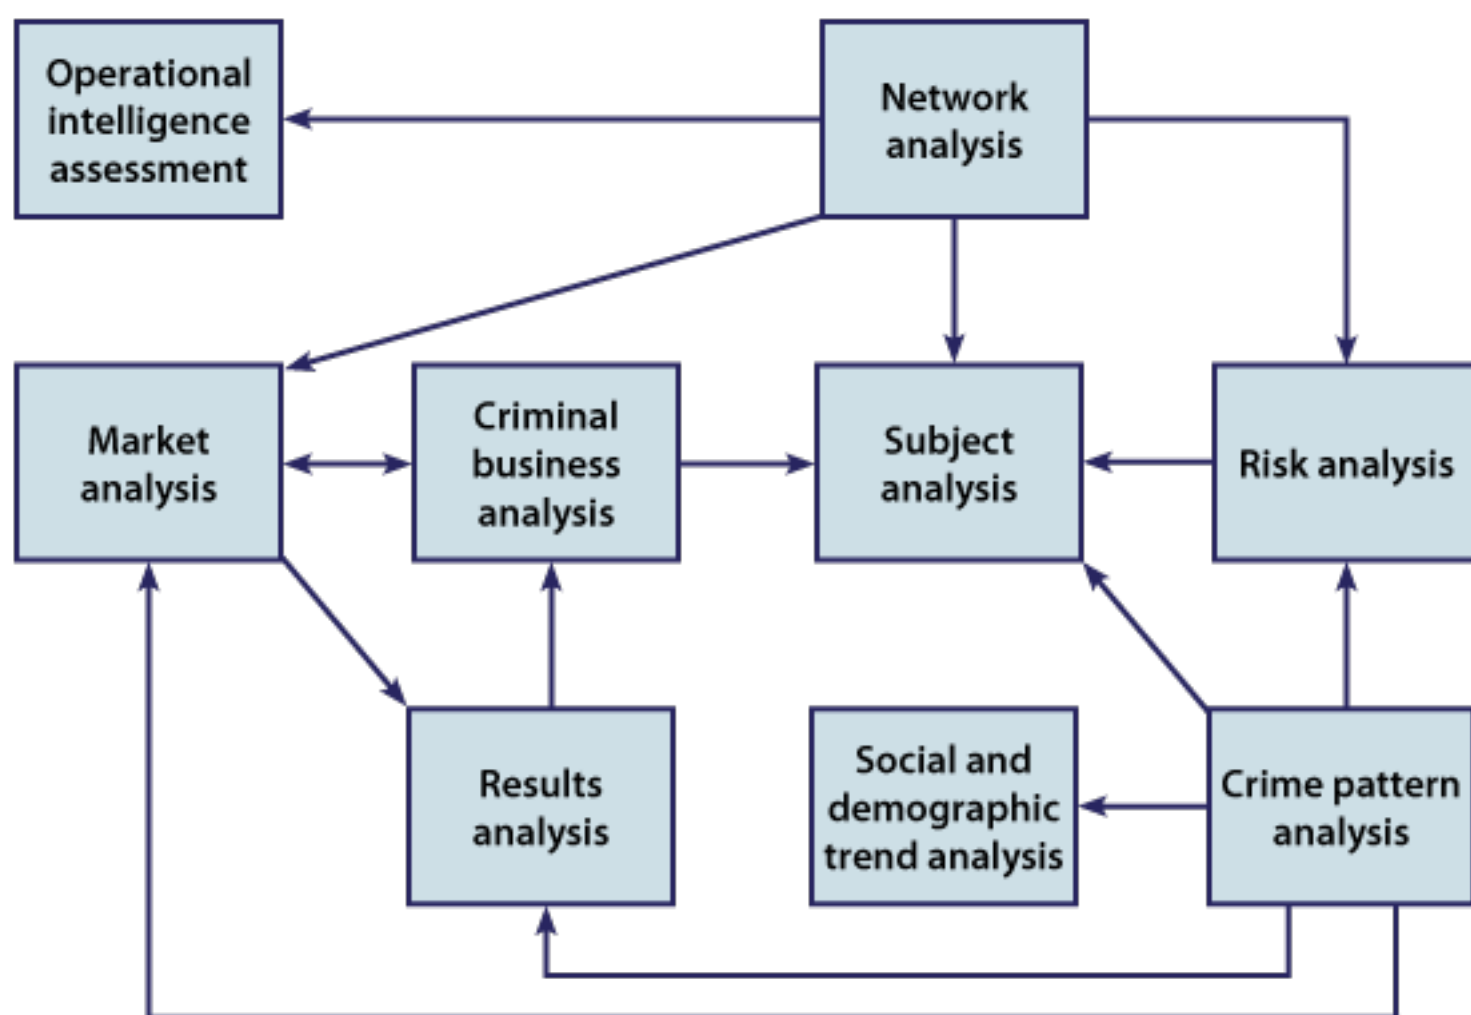 Operational
intelligence
assessment
Network
analysis
Market
analysis
Criminal
business
analysis
Subject
analysis
Risk analysis
Results
analysis
Social and
demographic
trend analysis
Crime pattern
analysis